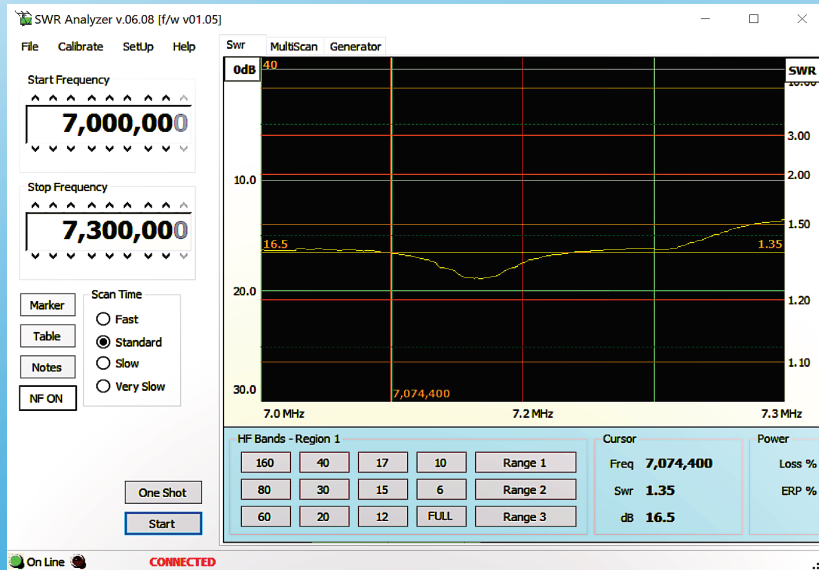 SWR Analyzer v.06.08 [f/w v01.05]
File Calibrate SetUp Help
Swr MultiScan Generator
Start Frequency
7,000,000
Stop Frequency
7,300,000
Marker
Table
Notes
NF ON
Scan Time
Fast
Standard
Slow
Very Slow
One Shot
Start
0dB
40
SWR
10.00
3.00
10.0
2.00
1.50
16.5
1.35
20.0
1.20
1.10
30.0
7,074,400
7.0 MHz 7.2 MHz 7.3 MHz
HF Bands - Region 1
160 40 17 10 Range 1
80 30 15 6 Range 2
60 20 12 FULL Range 3
Cursor
Freq 7,074,400
Swr 1.35
dB 16.5
Power
Loss %
ERP %
On Line
CONNECTED